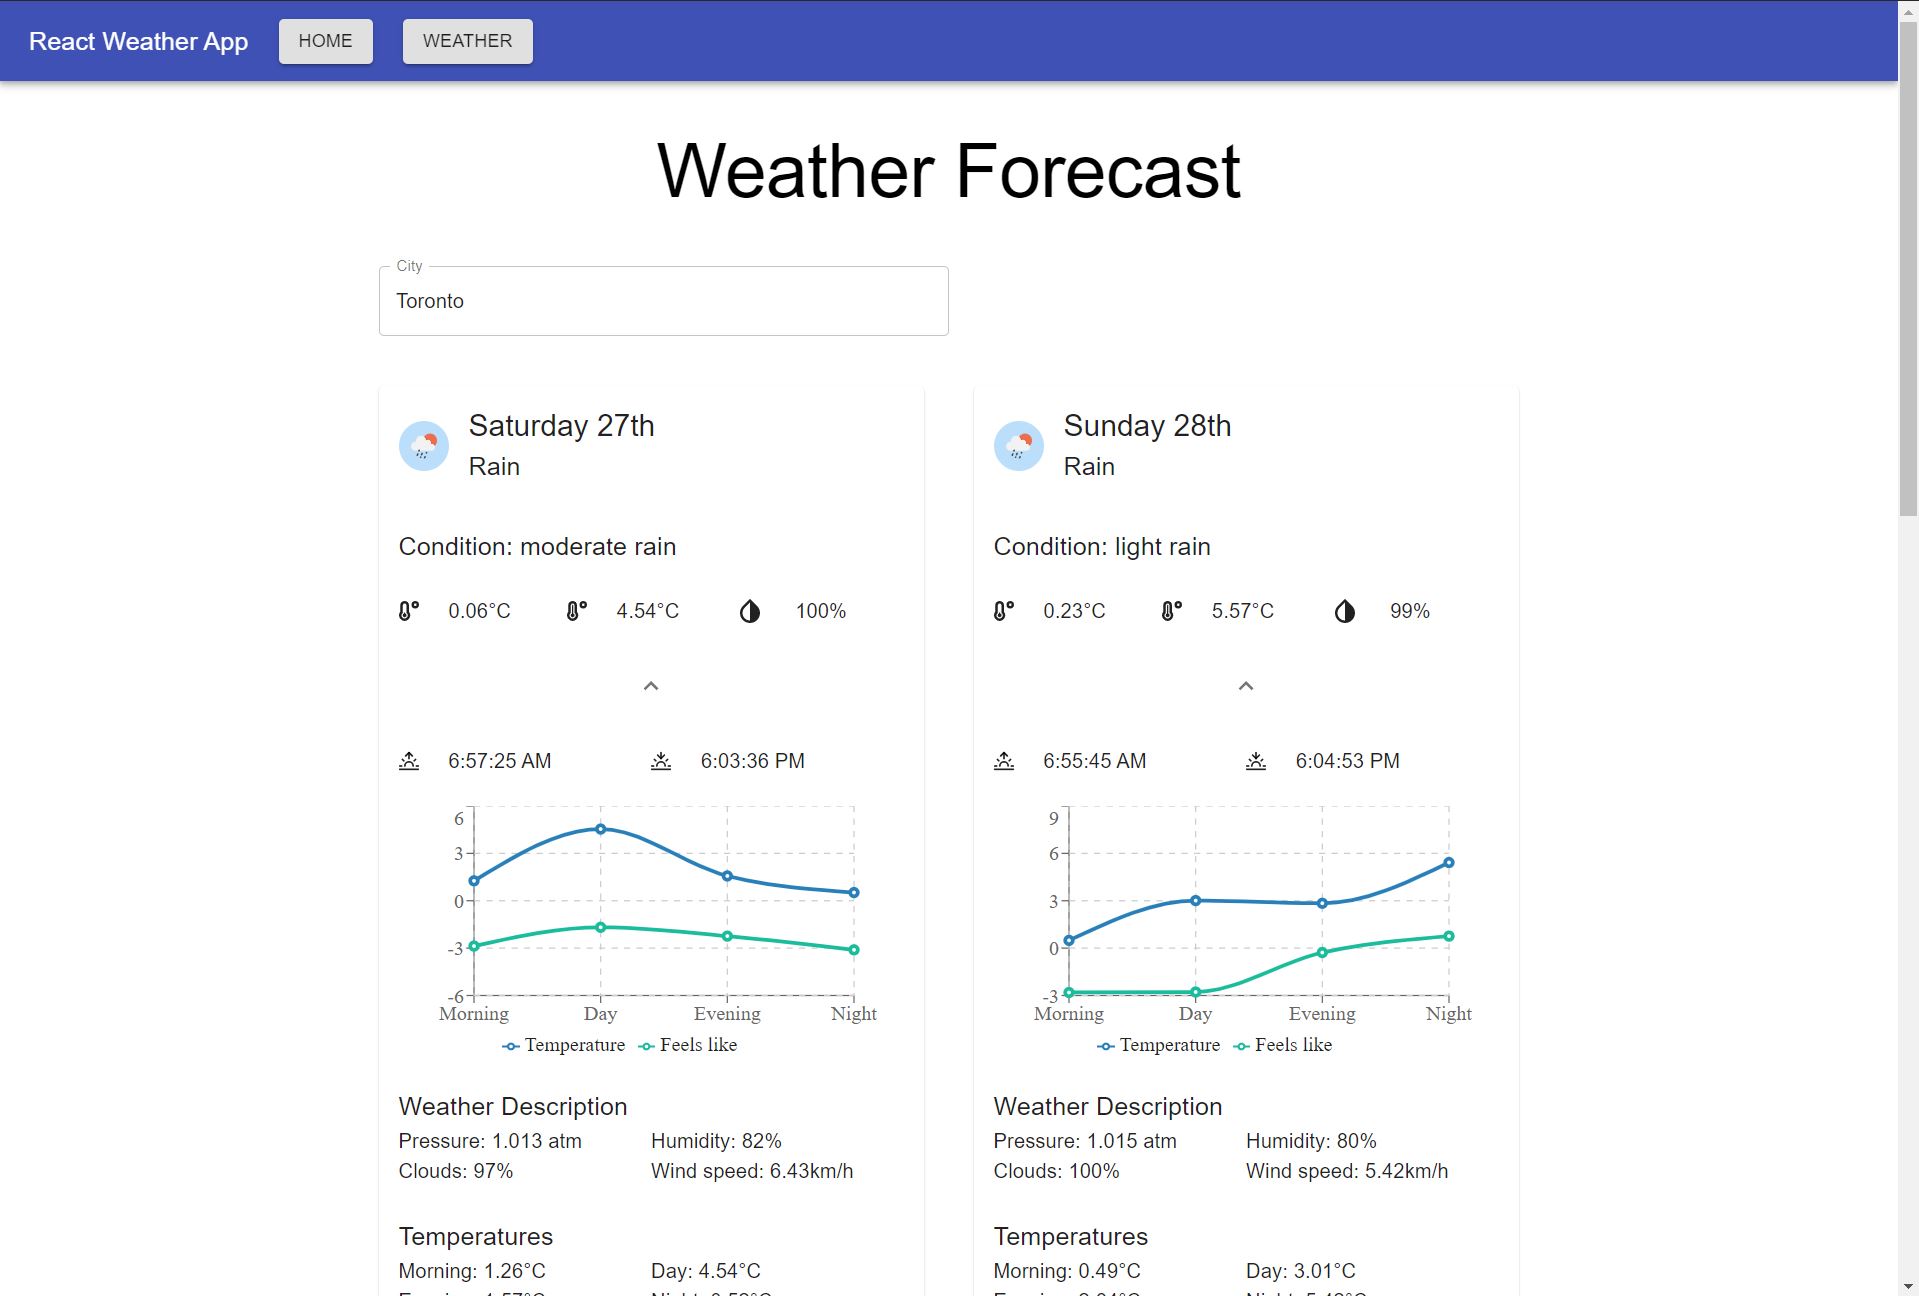 React Weather App HOME WEATHER
Weather Forecast
City
Toronto
Saturday 27th
Rain
Condition: moderate rain
0.06°C 4.54°C 100%
6:57:25 AM 6:03:36 PM
6
3
0
-3
-6
Morning Day Evening Night
Temperature Feels like
Weather Description
Pressure: 1.013 atm Humidity: 82%
Clouds: 97% Wind speed: 6.43km/h
Temperatures
Morning: 1.26°C Day: 4.54°C
Sunday 28th
Rain
Condition: light rain
0.23°C 5.57°C 99%
6:55:45 AM 6:04:53 PM
9
6
3
0
-3
Morning Day Evening Night
Temperature Feels like
Weather Description
Pressure: 1.015 atm Humidity: 80%
Clouds: 100% Wind speed: 5.42km/h
Temperatures
Morning: 0.49°C Day: 3.01°C